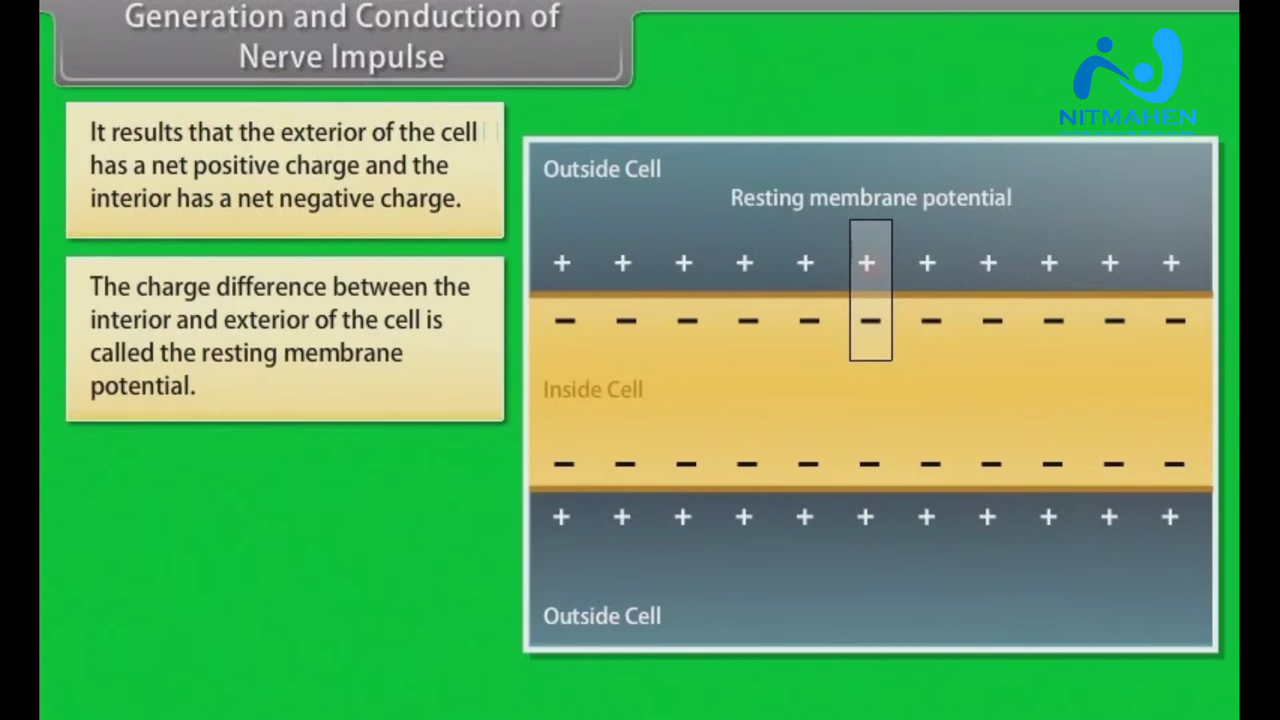 Generation and Conduction of
Nerve Impulse
NITMAHEN
It results that the exterior of the cell
has a net positive charge and the
interior has a net negative charge.
The charge difference between the
interior and exterior of the cell is
called the resting membrane
potential.
Outside Cell
Resting membrane potential
+ + + + + + + + + + +
− − − − − − − − − − −
Inside Cell
− − − − − − − − − − −
+ + + + + + + + + + +
Outside Cell